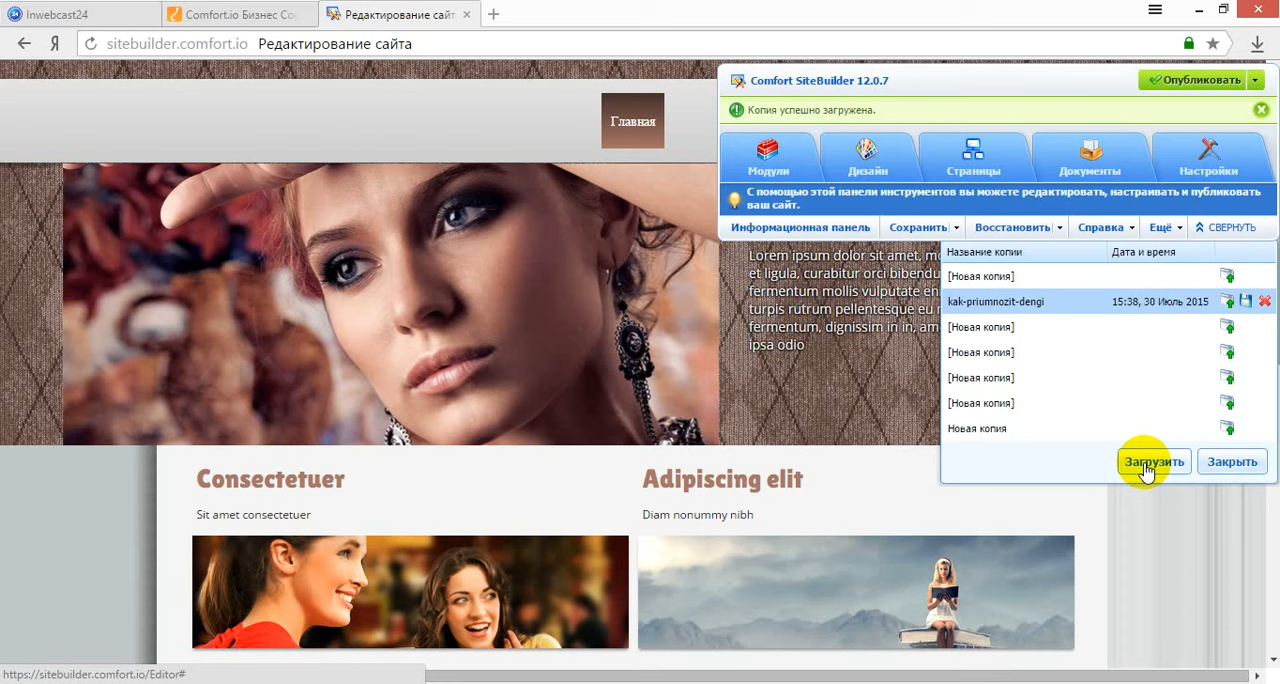 Inwebcast24
Comfort.io Бизнес Со
Редактирование сайт
sitebuilder.comfort.io Редактирование сайта
Главная
Comfort SiteBuilder 12.0.7
Опубликовать
Копия успешно загружена.
Модули
Дизайн
Страницы
Документы
Настройки
С помощью этой панели инструментов вы можете редактировать, настраивать и публиковать
ваш сайт.
Информационная панель
Сохранить
Восстановить
Справка
Ещё
СВЕРНУТЬ
Название копии
Дата и время
[Новая копия]
kak-priumnozit-dengi 15:38, 30 Июль 2015
[Новая копия]
[Новая копия]
[Новая копия]
[Новая копия]
Новая копия
Загрузить
Закрыть
Lorem ipsum dolor sit amet, m
et ligula, curabitur orci bibendu
fermentum mollis vulputate en
turpis rutrum pellentesque eu n
fermentum, dignissim in in, am
ipsa odio
Consectetuer
Sit amet consectetuer
Adipiscing elit
Diam nonummy nibh
https://sitebuilder.comfort.io/Editor#